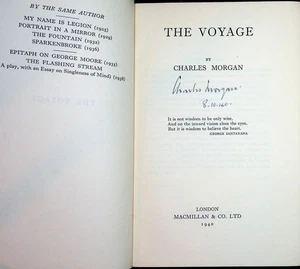 BY THE SAME AUTHOR
MY NAME IS LEGION (1925)
PORTRAIT IN A MIRROR (1929)
THE FOUNTAIN (1932)
SPARKENBROKE (1936)
EPITAPH ON GEORGE MOORE (1935)
THE FLASHING STREAM
A play, with an Essay on Singleness of Mind) (1938)
THE VOYAGE
BY
CHARLES MORGAN
Charles Morgan
8.10.40.
It is not wisdom to be only wise,
And on the inward vision close the eyes,
But it is wisdom to believe the heart.
GEORGE SANTAYANA
LONDON
MACMILLAN & CO. LTD
1940